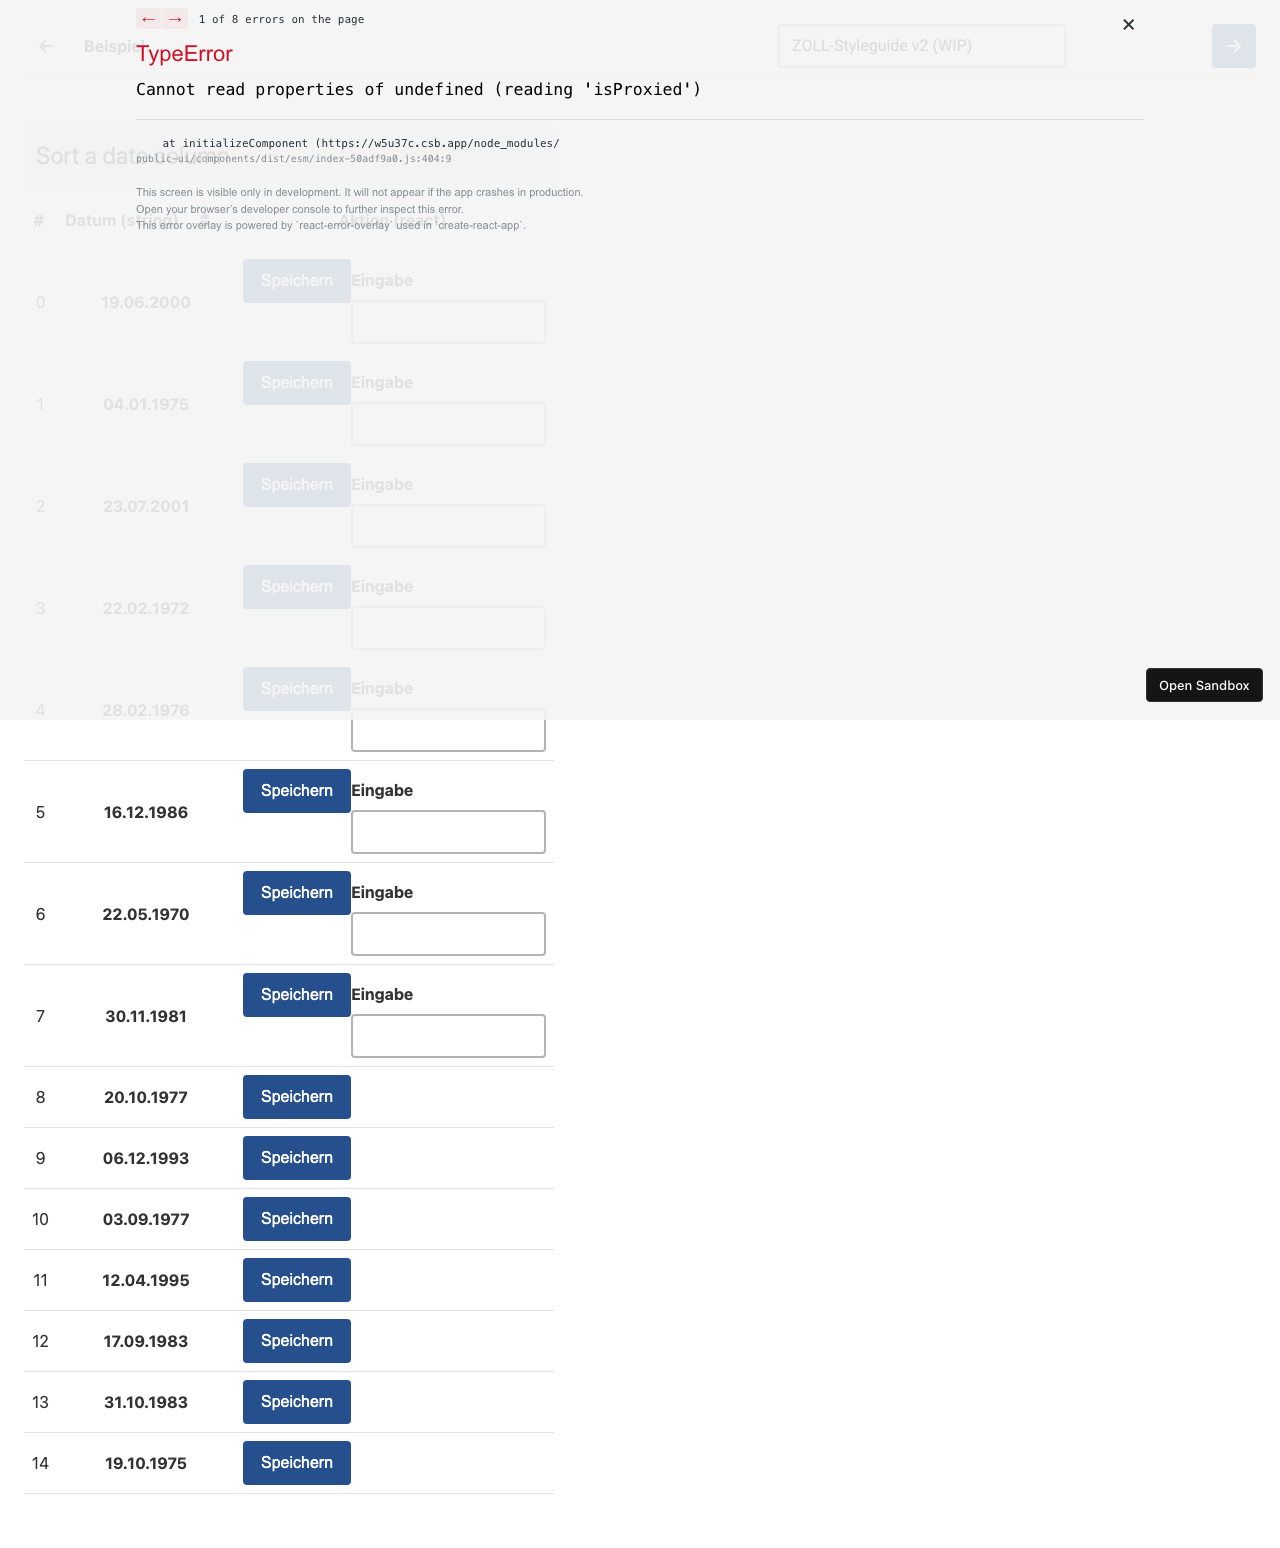 ← → 1 of 8 errors on the page ✕
← Beispiel ZOLL-Styleguide v2 (WIP) →
TypeError
Cannot read properties of undefined (reading 'isProxied')
at initializeComponent (https://w5u37c.csb.app/node_modules/
Sort a date column
public-ui/components/dist/esm/index-50adf9a0.js:404:9
This screen is visible only in development. It will not appear if the app crashes in production.
Open your browser’s developer console to further inspect this error.
# Datum (string) Aktion (react)
This error overlay is powered by `react-error-overlay` used in `create-react-app`.
Speichern Eingabe
0 19.06.2000
Speichern Eingabe
1 04.01.1975
Speichern Eingabe
2 23.07.2001
Speichern Eingabe
3 22.02.1972
Open Sandbox
Speichern Eingabe
4 28.02.1976
Speichern Eingabe
5 16.12.1986
Speichern Eingabe
6 22.05.1970
Speichern Eingabe
7 30.11.1981
8 20.10.1977 Speichern
9 06.12.1993 Speichern
10 03.09.1977 Speichern
11 12.04.1995 Speichern
12 17.09.1983 Speichern
13 31.10.1983 Speichern
14 19.10.1975 Speichern